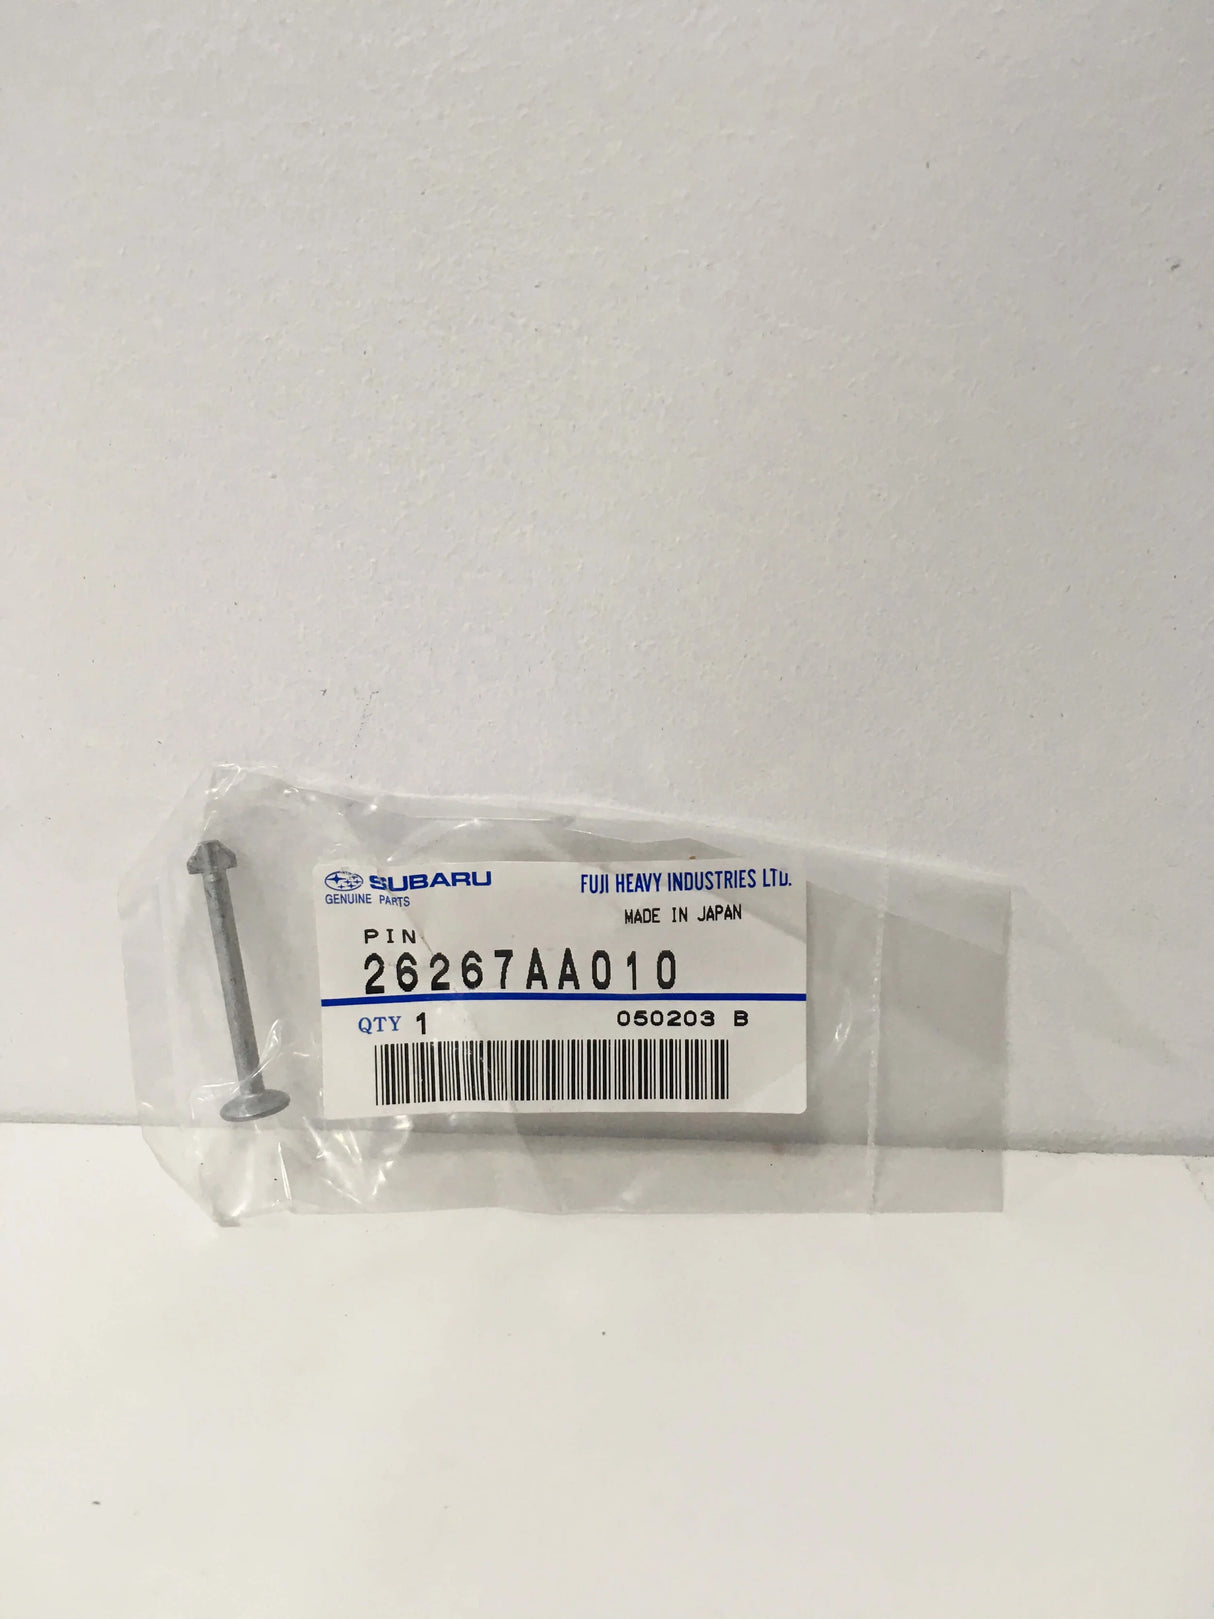 SUBARU
GENUINE PARTS
FUJI HEAVY INDUSTRIES LTD.
MADE IN JAPAN
PIN
26267AA010
QTY 1
050203 B